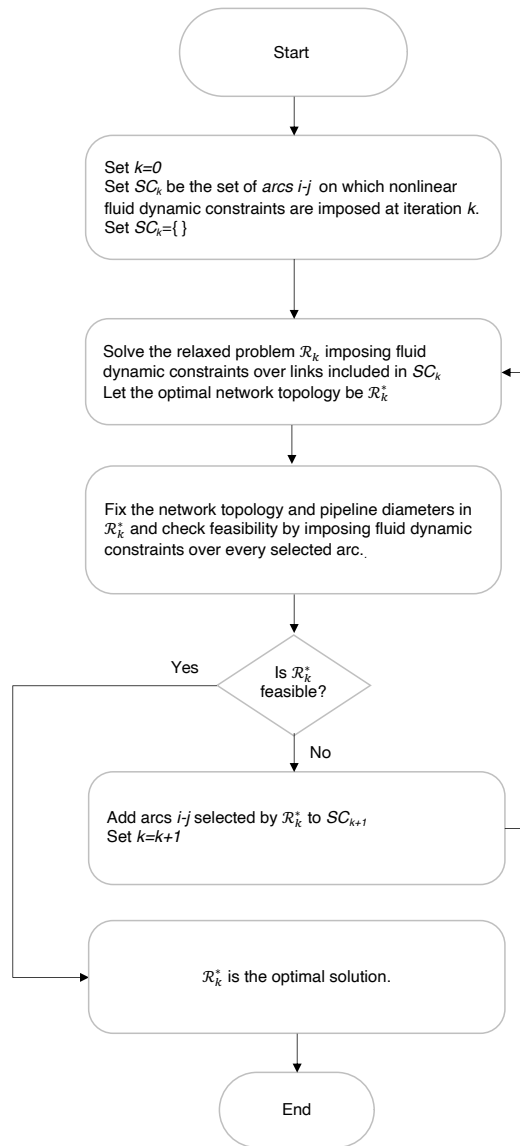 Start
Set k=0
Set SCₖ be the set of arcs i-j on which nonlinear
fluid dynamic constraints are imposed at iteration k.
Set SCₖ={ }
Solve the relaxed problem ℛₖ imposing fluid
dynamic constraints over links included in SCₖ
Let the optimal network topology be ℛₖ*
Fix the network topology and pipeline diameters in
ℛₖ* and check feasibility by imposing fluid dynamic
constraints over every selected arc..
Yes
Is ℛₖ*
feasible?
No
Add arcs i-j selected by ℛₖ* to SCₖ₊₁
Set k=k+1
ℛₖ* is the optimal solution.
End